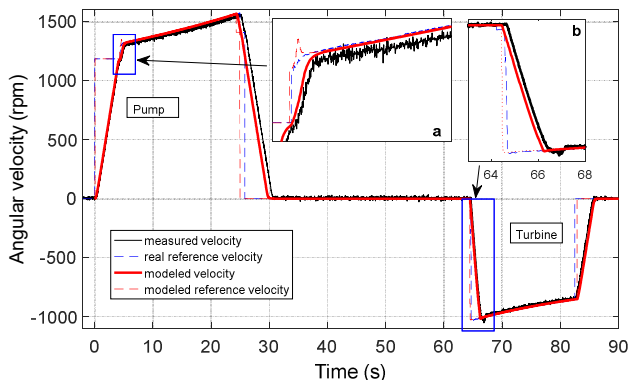 1500
1000
500
0
-500
-1000
Angular velocity (rpm)
Pump
a
b
64
66
68
Turbine
measured velocity
real reference velocity
modeled velocity
modeled reference velocity
0
10
20
30
40
50
60
70
80
90
Time (s)